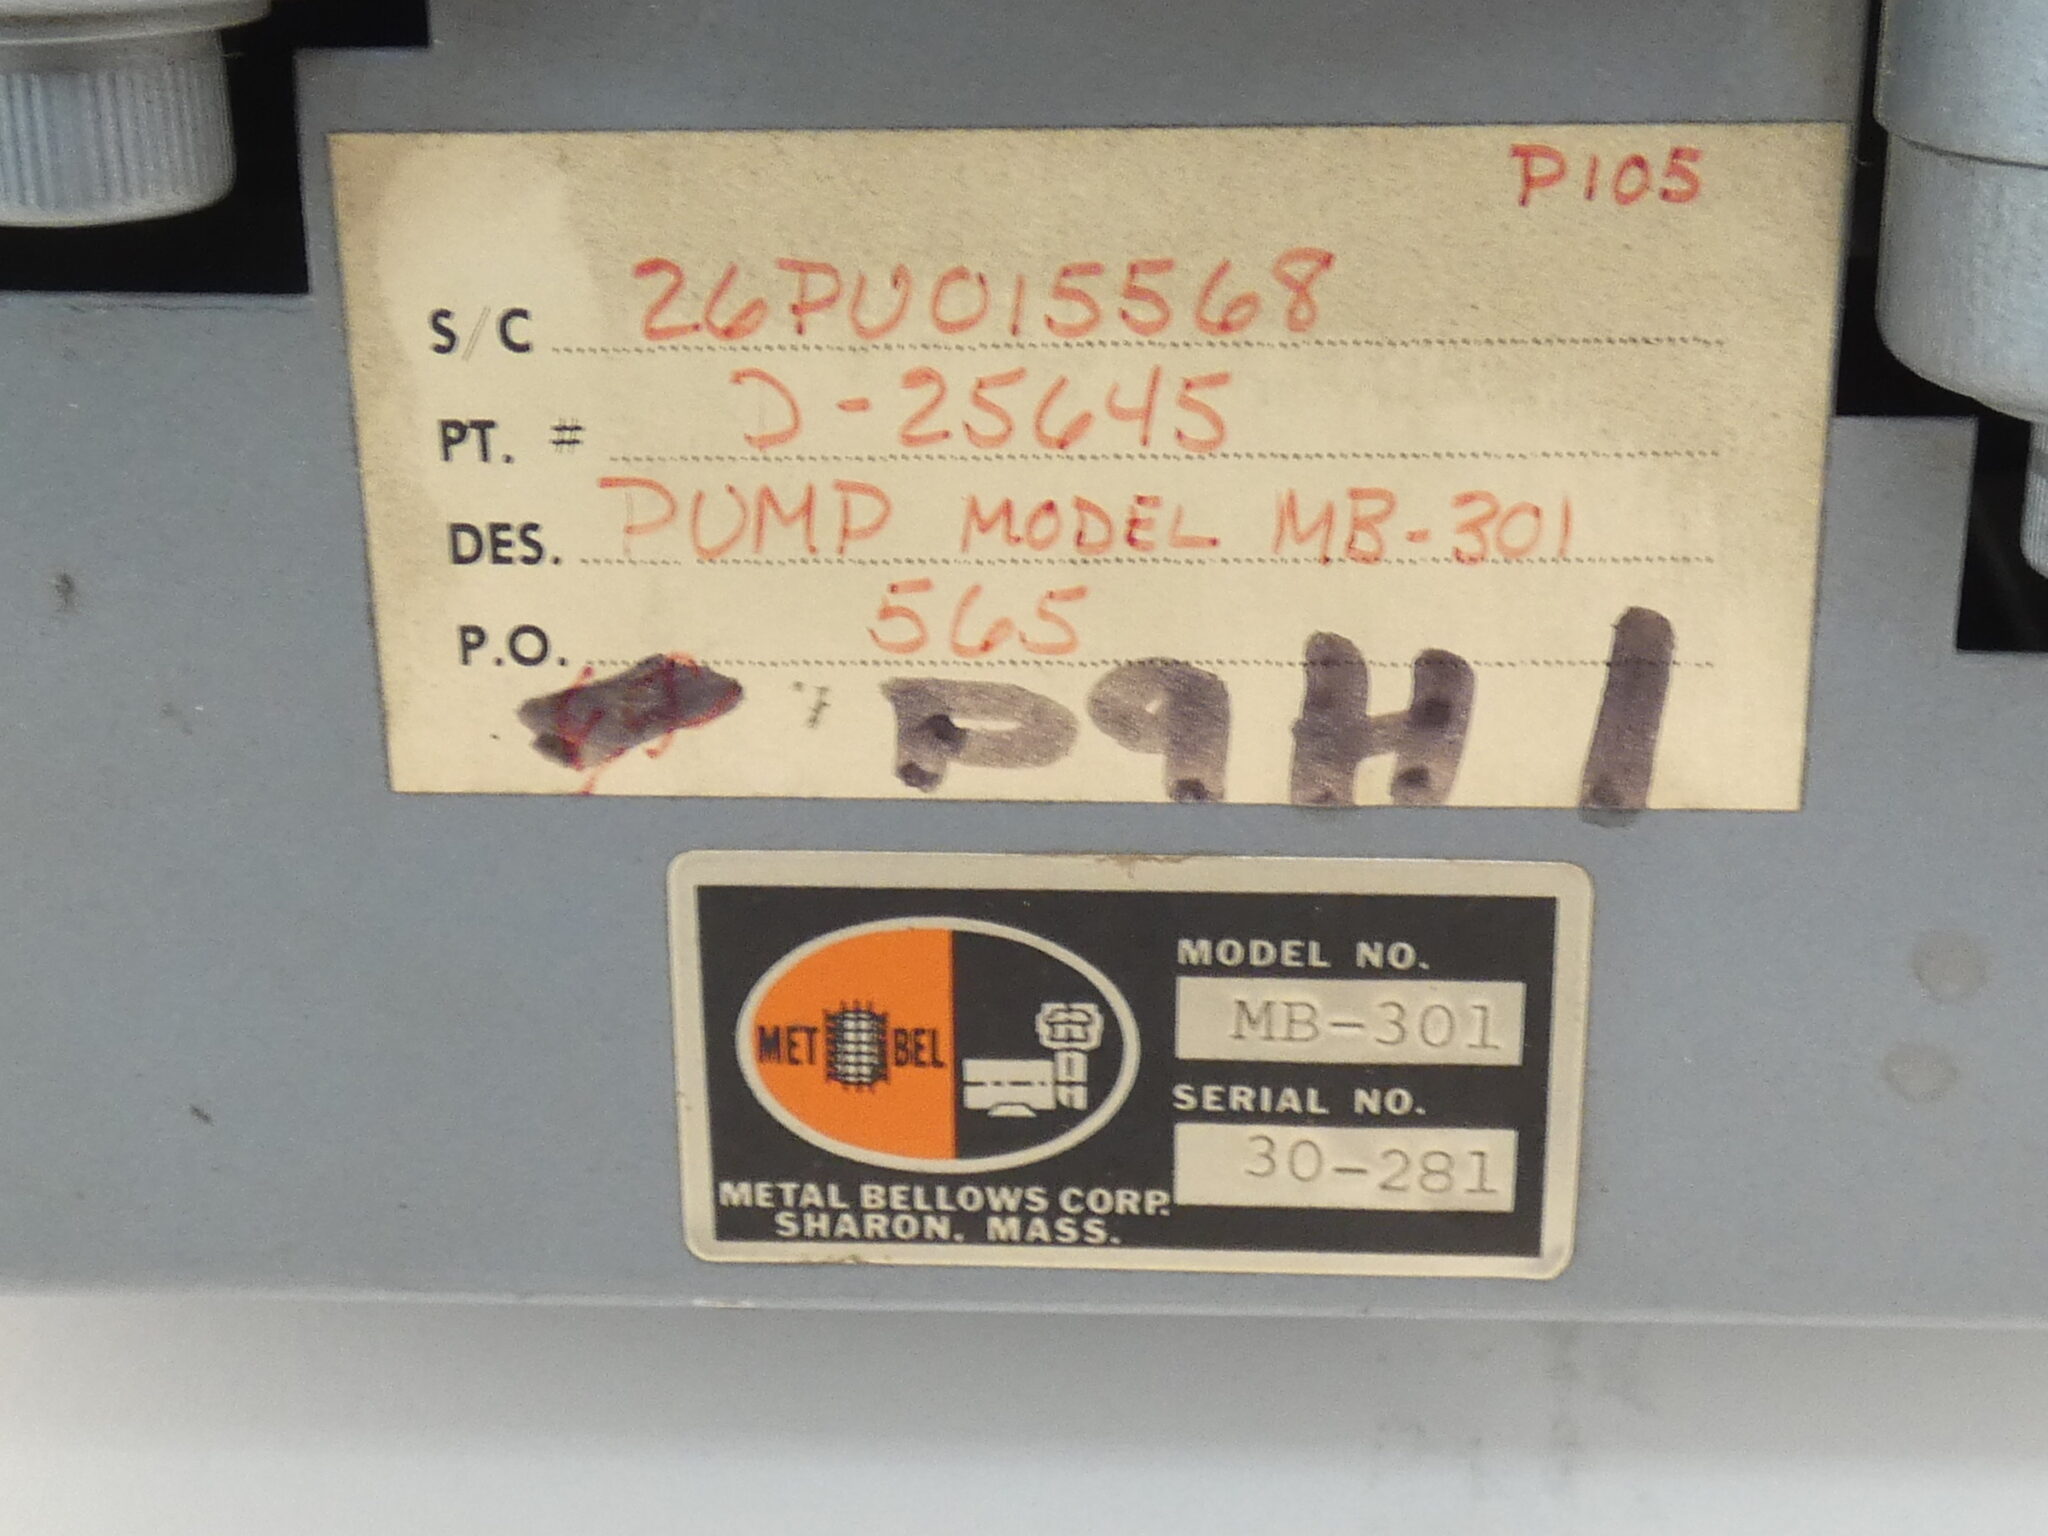 P105
S/C 26PU015568
PT. # D-25645
DES. PUMP MODEL MB-301
P.O. 565
P9H1
MET BEL
METAL BELLOWS CORP.
SHARON, MASS.
MODEL NO.
MB-301
SERIAL NO.
30-281